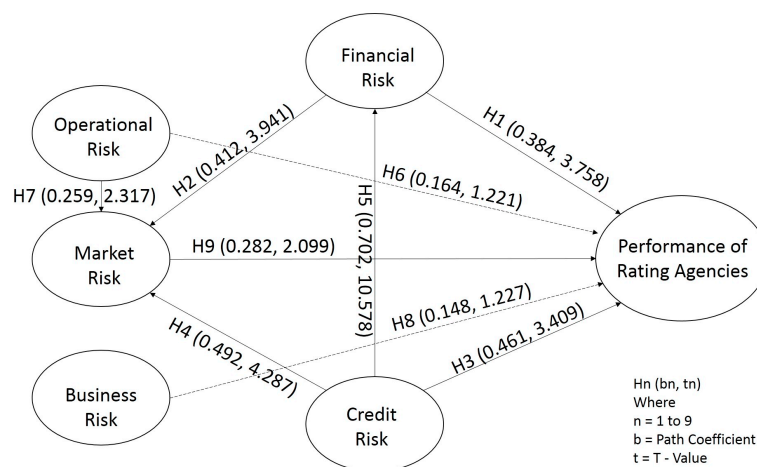 Financial
Risk
Operational
Risk
H1 (0.384, 3.758)
H2 (0.412, 3.941)
H6 (0.164, 1.221)
H7 (0.259, 2.317)
H5 (0.702, 10.578)
Market
Risk
H9 (0.282, 2.099)
Performance of
Rating Agencies
H8 (0.148, 1.227)
H4 (0.492, 4.287)
H3 (0.461, 3.409)
Business
Risk
Credit
Risk
Hn (bn, tn)
Where
n = 1 to 9
b = Path Coefficient
t = T - Value